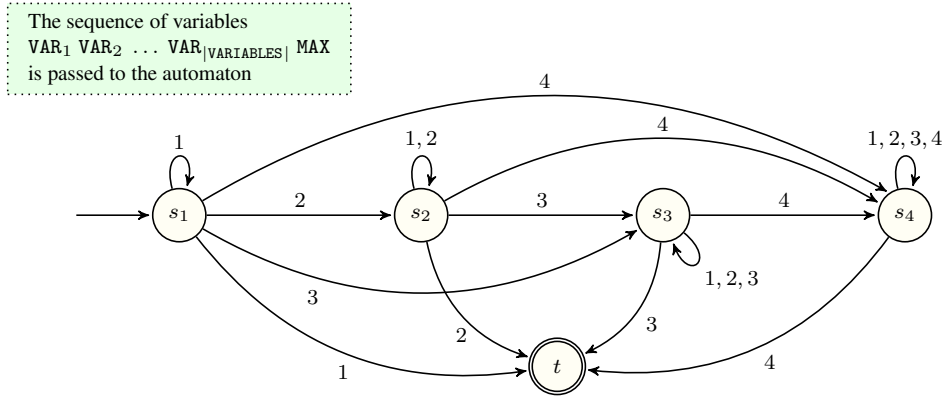 The sequence of variables
VAR₁ VAR₂ ... VAR|VARIABLES| MAX
is passed to the automaton
4
4
1
1, 2
1, 2, 3, 4
s₁
2
s₂
3
s₃
4
s₄
1, 2, 3
3
2
3
1
t
4